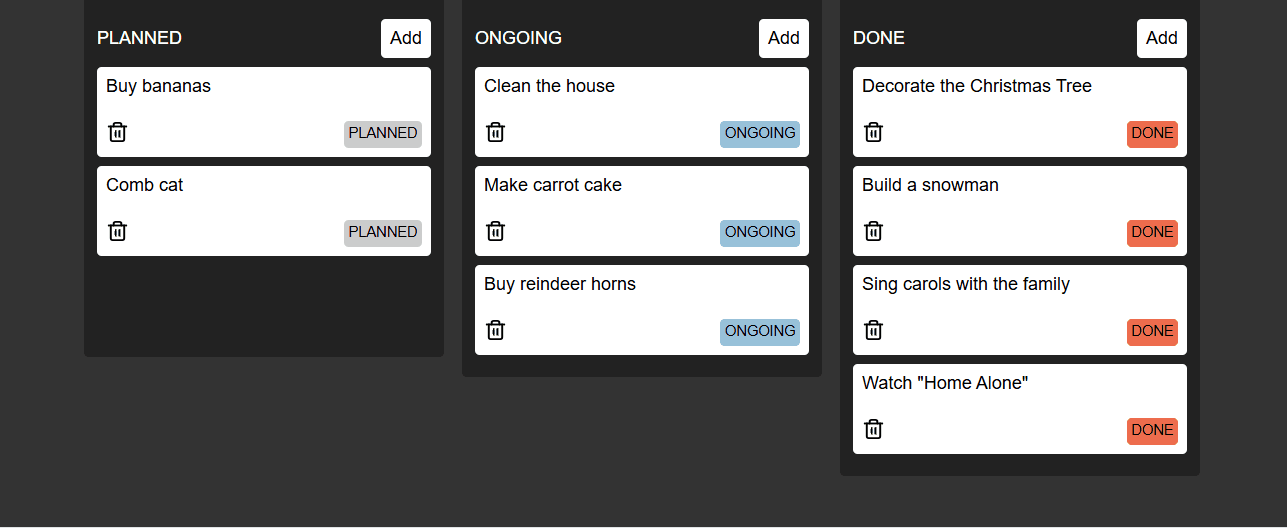 PLANNED
Add
Buy bananas
PLANNED
Comb cat
PLANNED
ONGOING
Add
Clean the house
ONGOING
Make carrot cake
ONGOING
Buy reindeer horns
ONGOING
DONE
Add
Decorate the Christmas Tree
DONE
Build a snowman
DONE
Sing carols with the family
DONE
Watch "Home Alone"
DONE